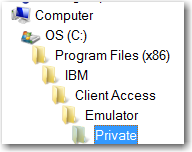 Computer
OS (C:)
Program Files (x86)
IBM
Client Access
Emulator
Private